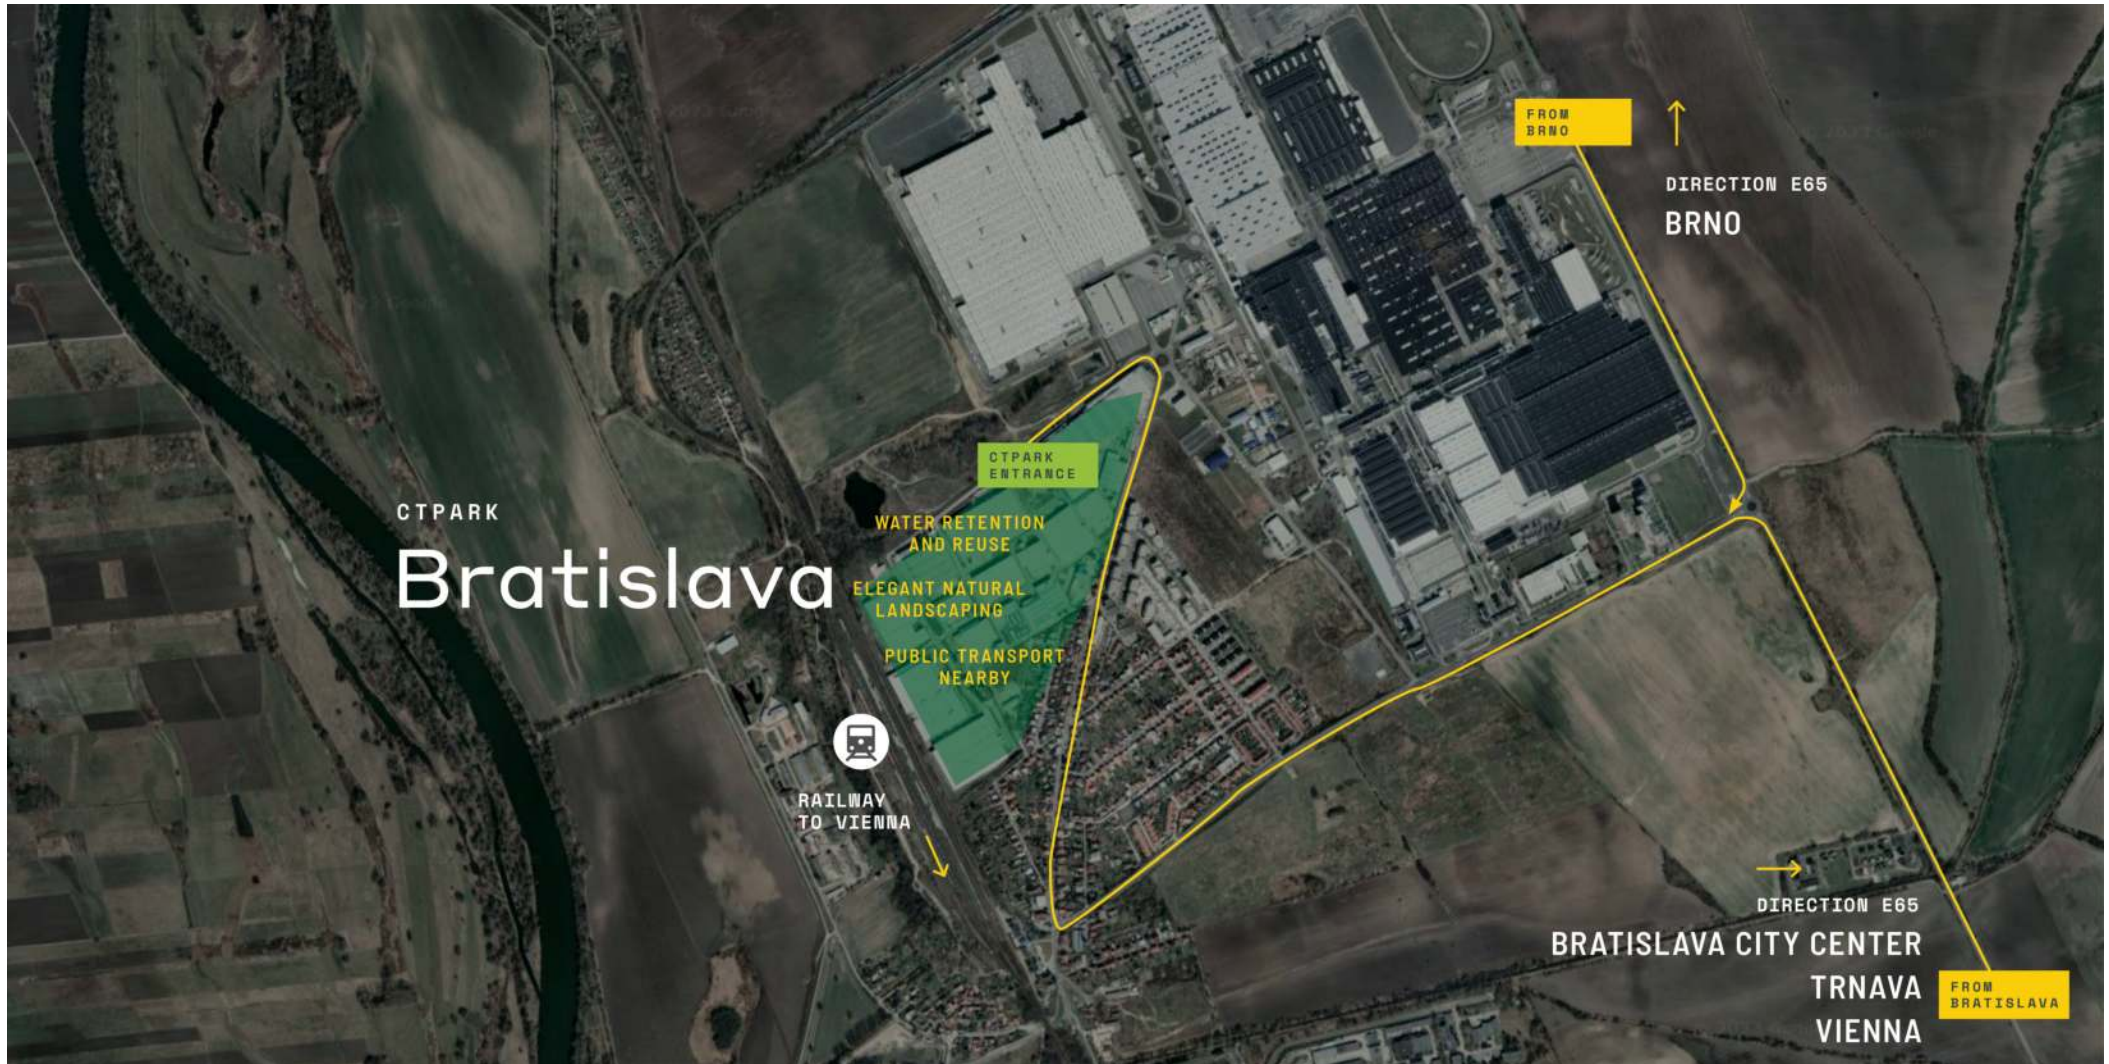 FROM
BRNO
DIRECTION E65
BRNO
CTPARK
ENTRANCE
CTPARK
Bratislava
WATER RETENTION
AND REUSE
ELEGANT NATURAL
LANDSCAPING
PUBLIC TRANSPORT
NEARBY
RAILWAY
TO VIENNA
DIRECTION E65
BRATISLAVA CITY CENTER
TRNAVA
VIENNA
FROM
BRATISLAVA